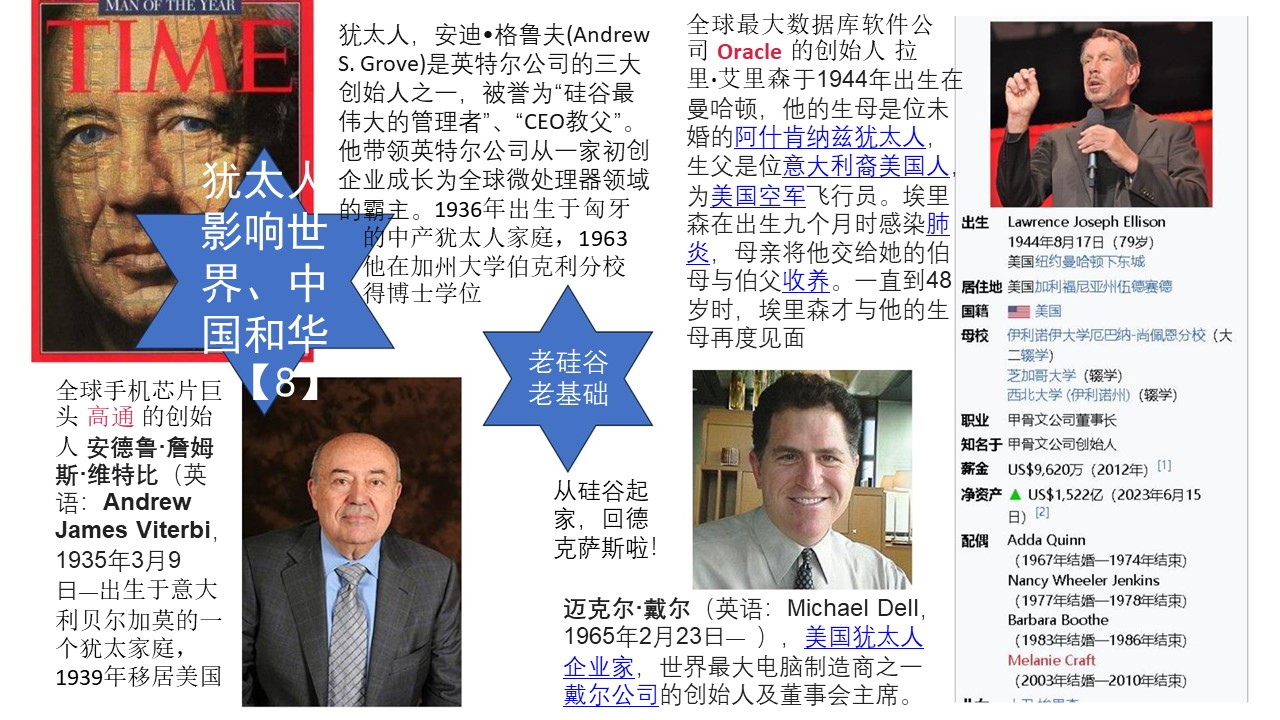 MAN OF THE YEAR
TIME
犹太人
影响世
界、中
国和华
【8】
犹太人，安迪•格鲁夫(Andrew
S. Grove)是英特尔公司的三大
创始人之一，被誉为“硅谷最
伟大的管理者”、“CEO教父”。
他带领英特尔公司从一家初创
企业成长为全球微处理器领域
的霸主。1936年出生于匈牙
的中产犹太人家庭，1963
他在加州大学伯克利分校
得博士学位
老硅谷
老基础
从硅谷起
家，回德
克萨斯啦！
全球手机芯片巨
头 高通 的创始
人 安德鲁·詹姆
斯·维特比（英
语：Andrew
James Viterbi，
1935年3月9
日—出生于意大
利贝尔加莫的一
个犹太家庭，
1939年移居美国
全球最大数据库软件公
司 Oracle 的创始人 拉
里·艾里森于1944年出生在
曼哈顿，他的生母是位未
婚的阿什肯纳兹犹太人，
生父是位意大利裔美国人，
为美国空军飞行员。埃里
森在出生九个月时感染肺
炎，母亲将他交给她的伯
母与伯父收养。一直到48
岁时，埃里森才与他的生
母再度见面
迈克尔·戴尔（英语：Michael Dell，
1965年2月23日— ），美国犹太人
企业家，世界最大电脑制造商之一
戴尔公司的创始人及董事会主席。
出生 Lawrence Joseph Ellison
1944年8月17日（79岁）
美国纽约曼哈顿下东城
居住地 美国加利福尼亚州伍德赛德
国籍 美国
母校 伊利诺伊大学厄巴纳-尚佩恩分校（大
二辍学）
芝加哥大学（辍学）
西北大学 (伊利诺州)（辍学）
职业 甲骨文公司董事长
知名于 甲骨文公司创始人
薪金 US$9,620万（2012年）[1]
净资产 ▲ US$1,522亿（2023年6月15
日）[2]
配偶 Adda Quinn
（1967年结婚—1974年结束）
Nancy Wheeler Jenkins
（1977年结婚—1978年结束）
Barbara Boothe
（1983年结婚—1986年结束）
Melanie Craft
（2003年结婚—2010年结束）